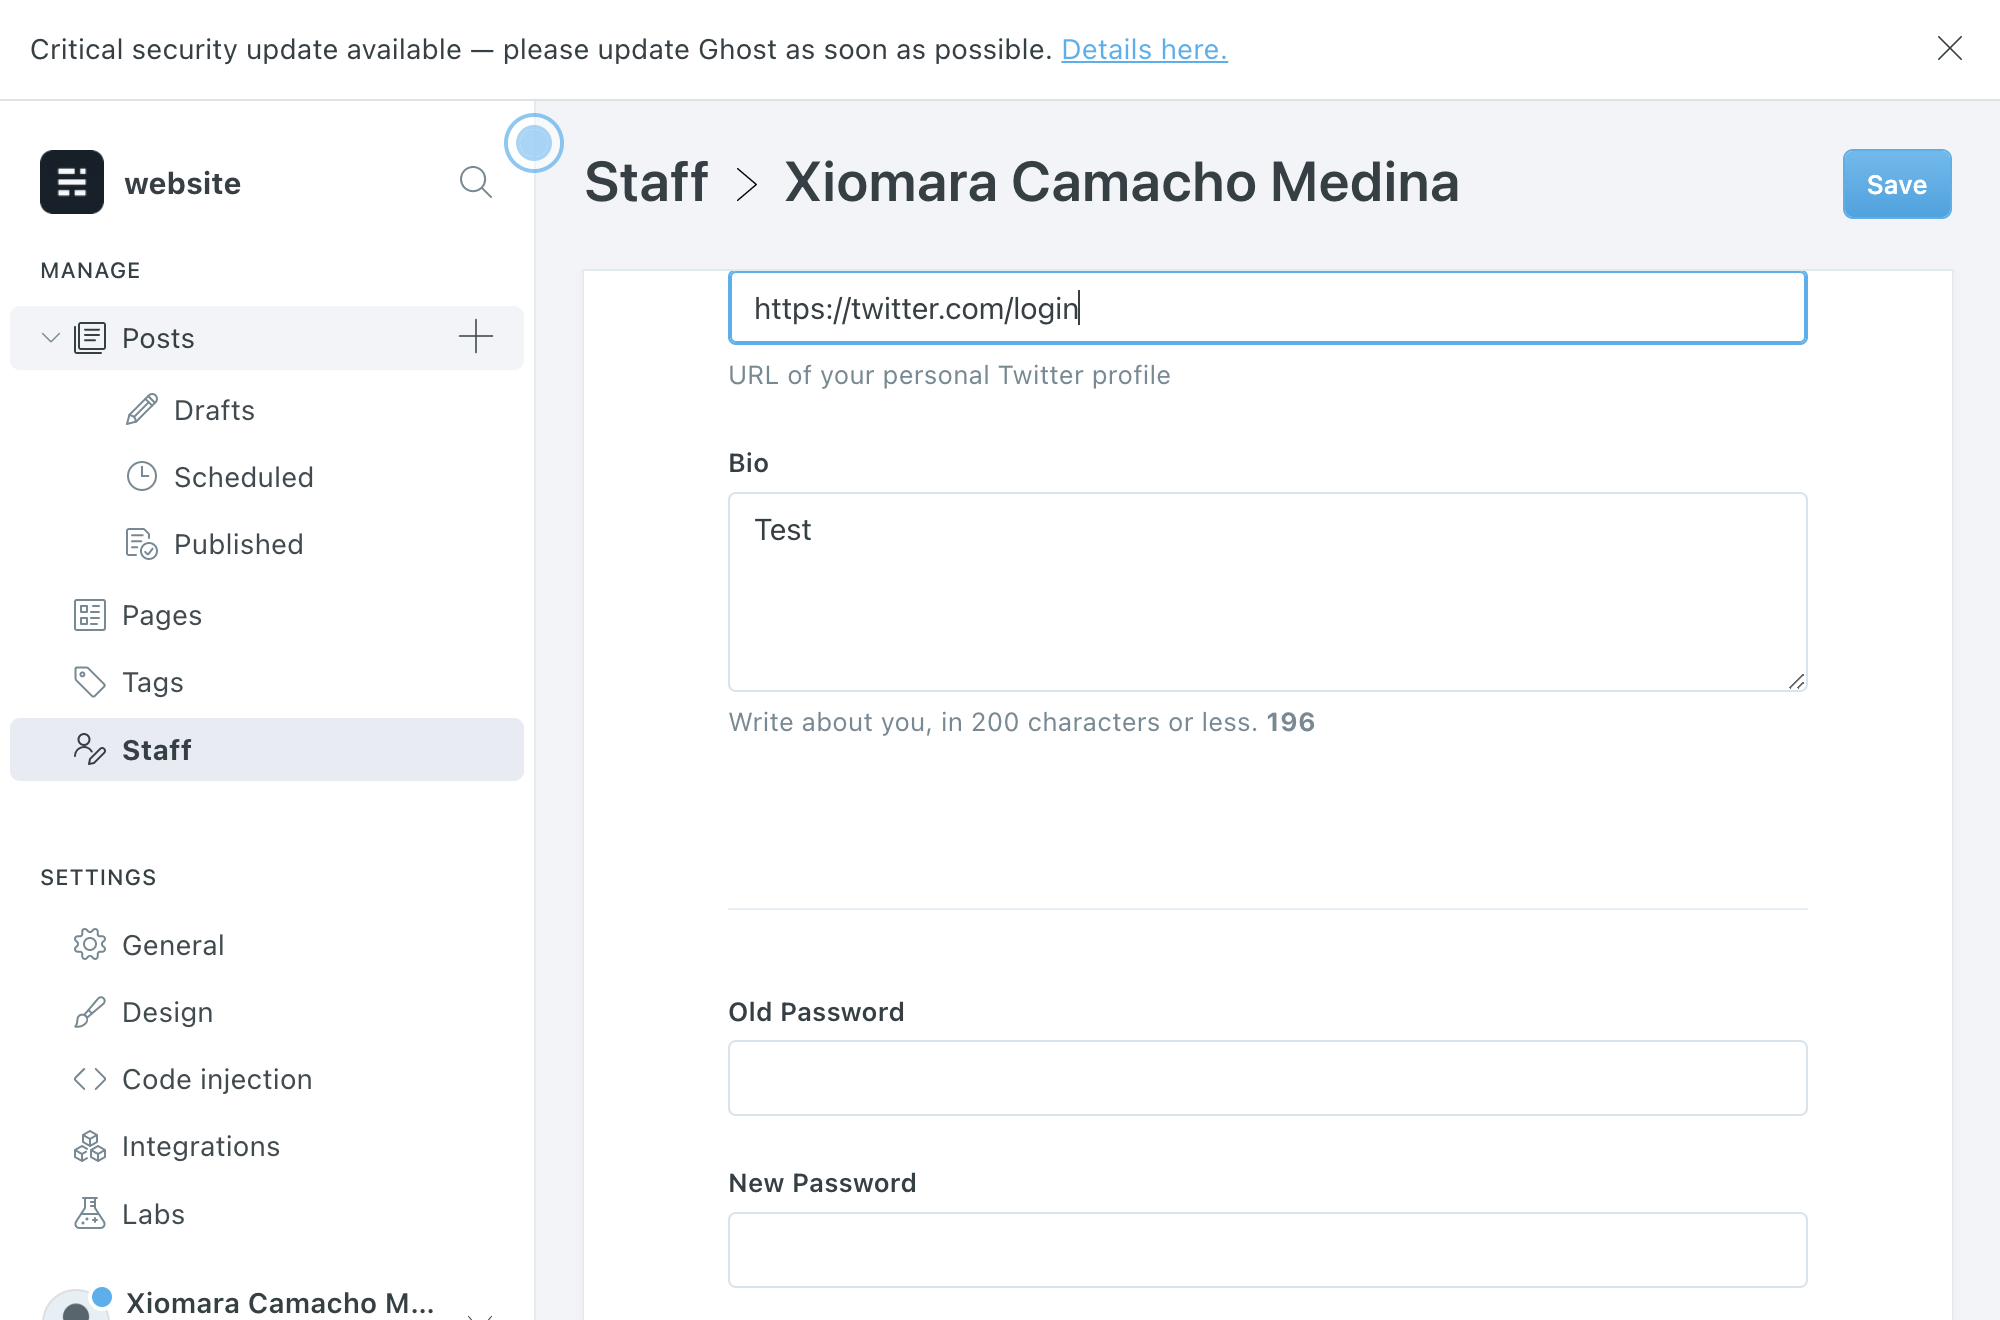 Critical security update available — please update Ghost as soon as possible. Details here.
website
MANAGE
Posts
Drafts
Scheduled
Published
Pages
Tags
Staff
SETTINGS
General
Design
Code injection
Integrations
Labs
Xiomara Camacho M...
Staff > Xiomara Camacho Medina
Save
https://twitter.com/login
URL of your personal Twitter profile
Bio
Test
Write about you, in 200 characters or less. 196
Old Password
New Password